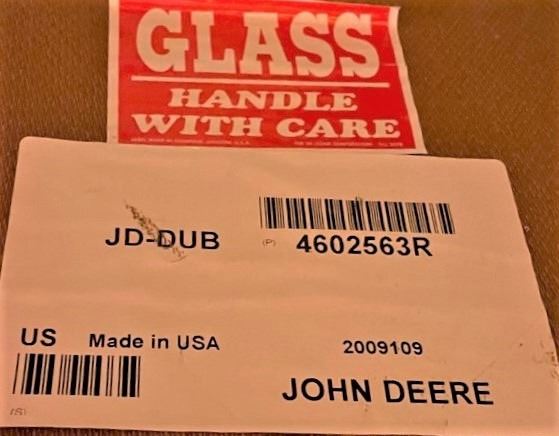 GLASS
HANDLE
WITH CARE
JD-DUB
(P) 4602563R
US Made in USA
2009109
JOHN DEERE
(S)